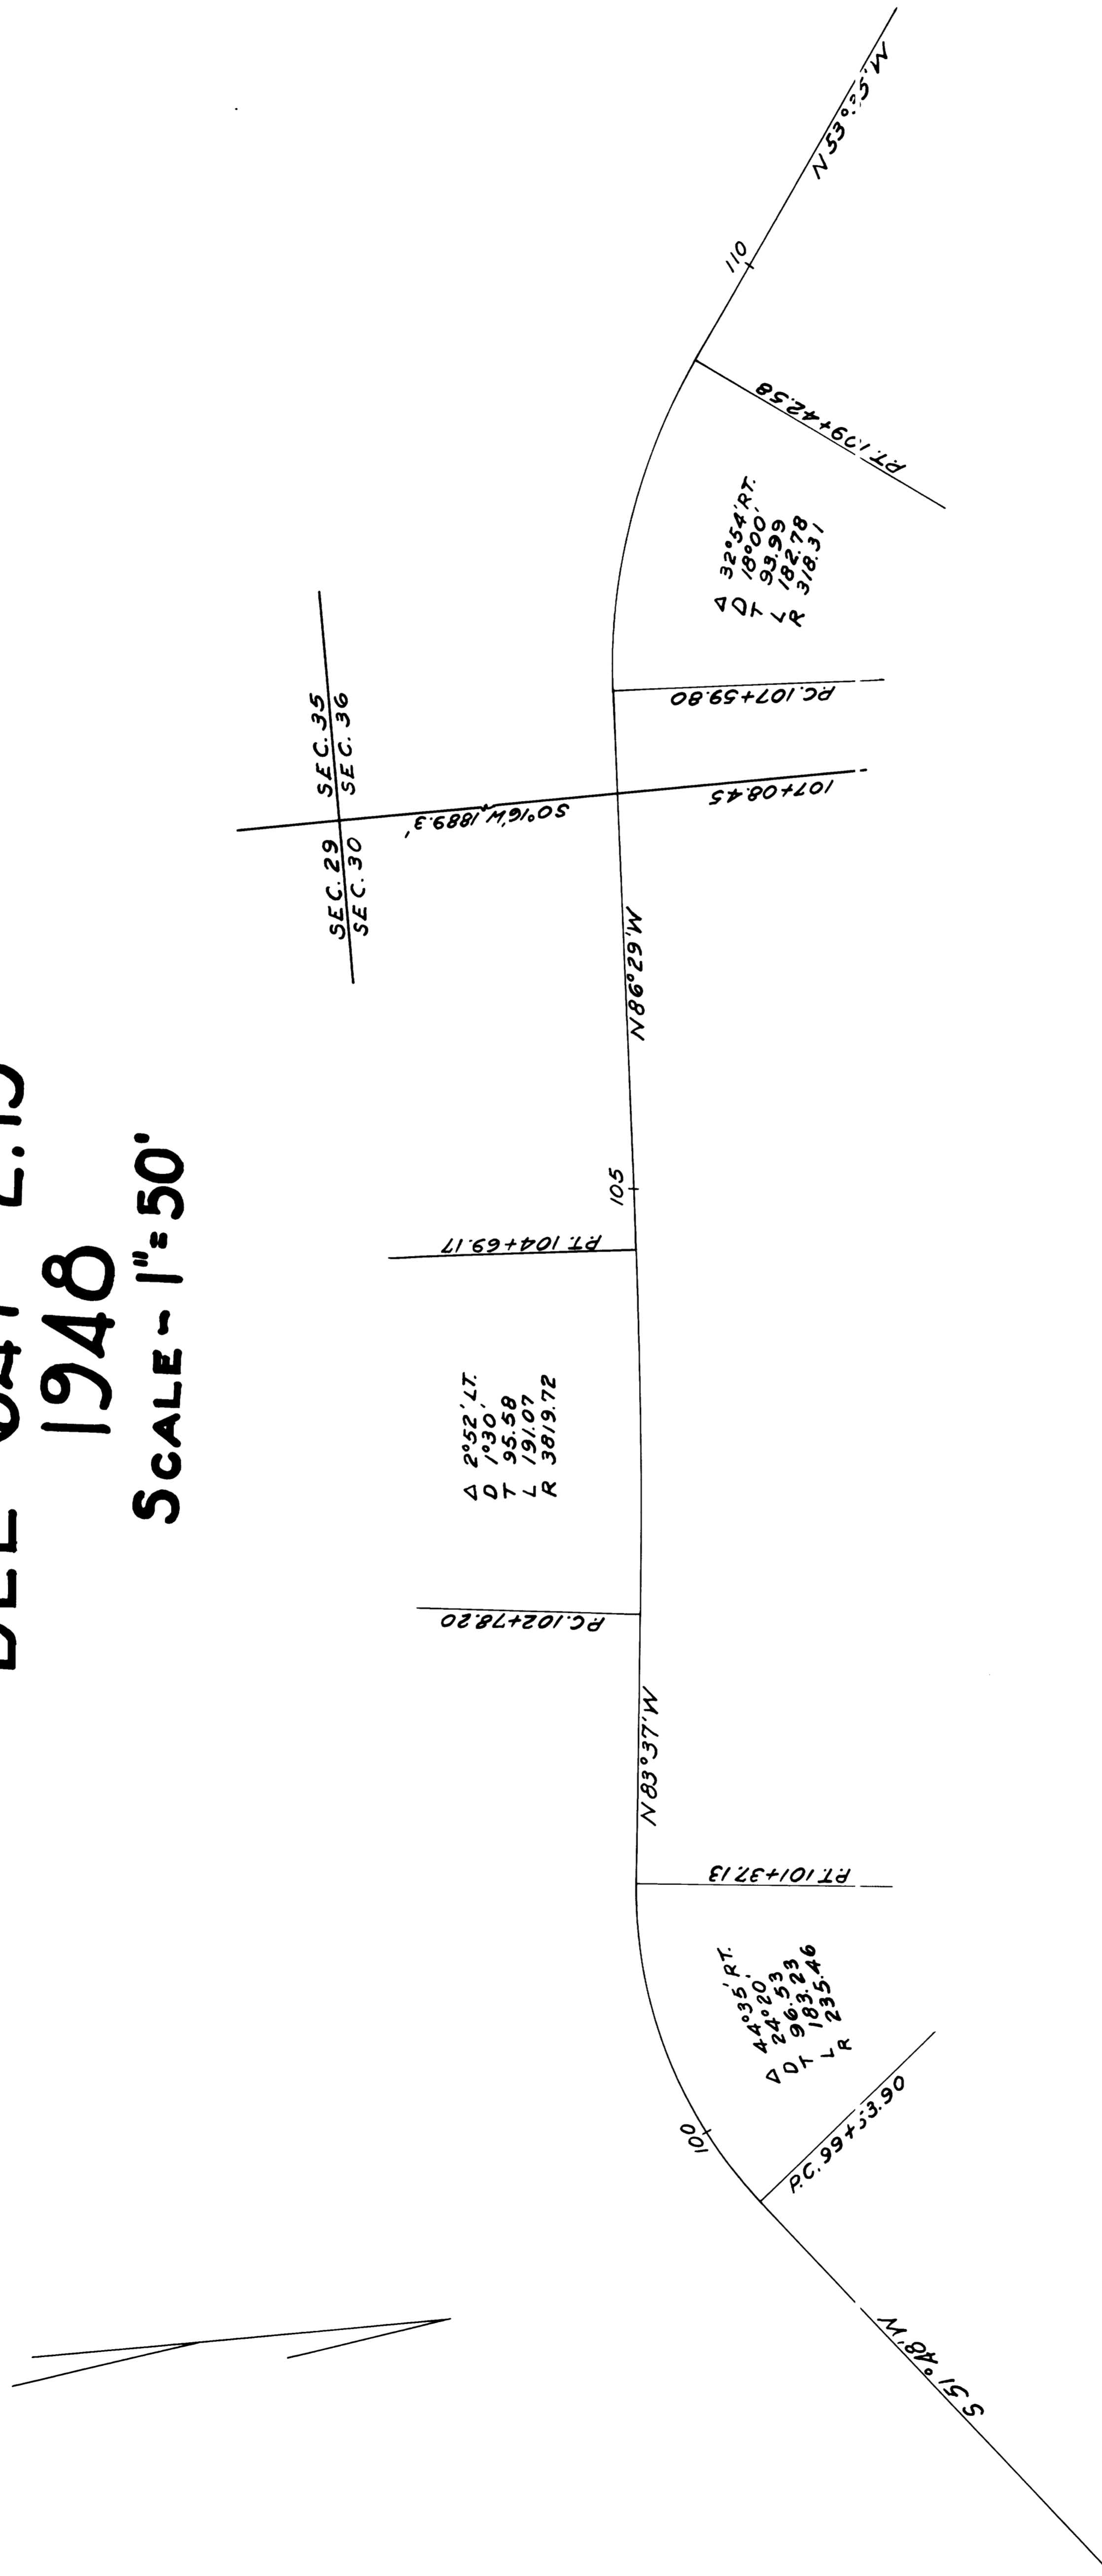 1948
SCALE - 1"=50'
SEC. 29
SEC. 30
SEC. 35
SEC. 36
S0°16'W 1889.3'
107+08.45
S 51°48'W
P.C. 99+53.90
100
Δ 44°35' RT.
D 24°20'
T 96.53
L 183.23
R 235.46
P.T. 101+37.13
N83°37'W
P.C. 102+78.20
Δ 2°52' LT.
D 1°30'
T 95.58
L 191.07
R 3819.72
P.T. 104+69.17
105
N86°29'W
P.C. 107+59.80
Δ 32°54' RT.
D 18°00'
T 93.99
L 182.78
R 318.31
P.T. 109+42.58
110
N 53°35'W